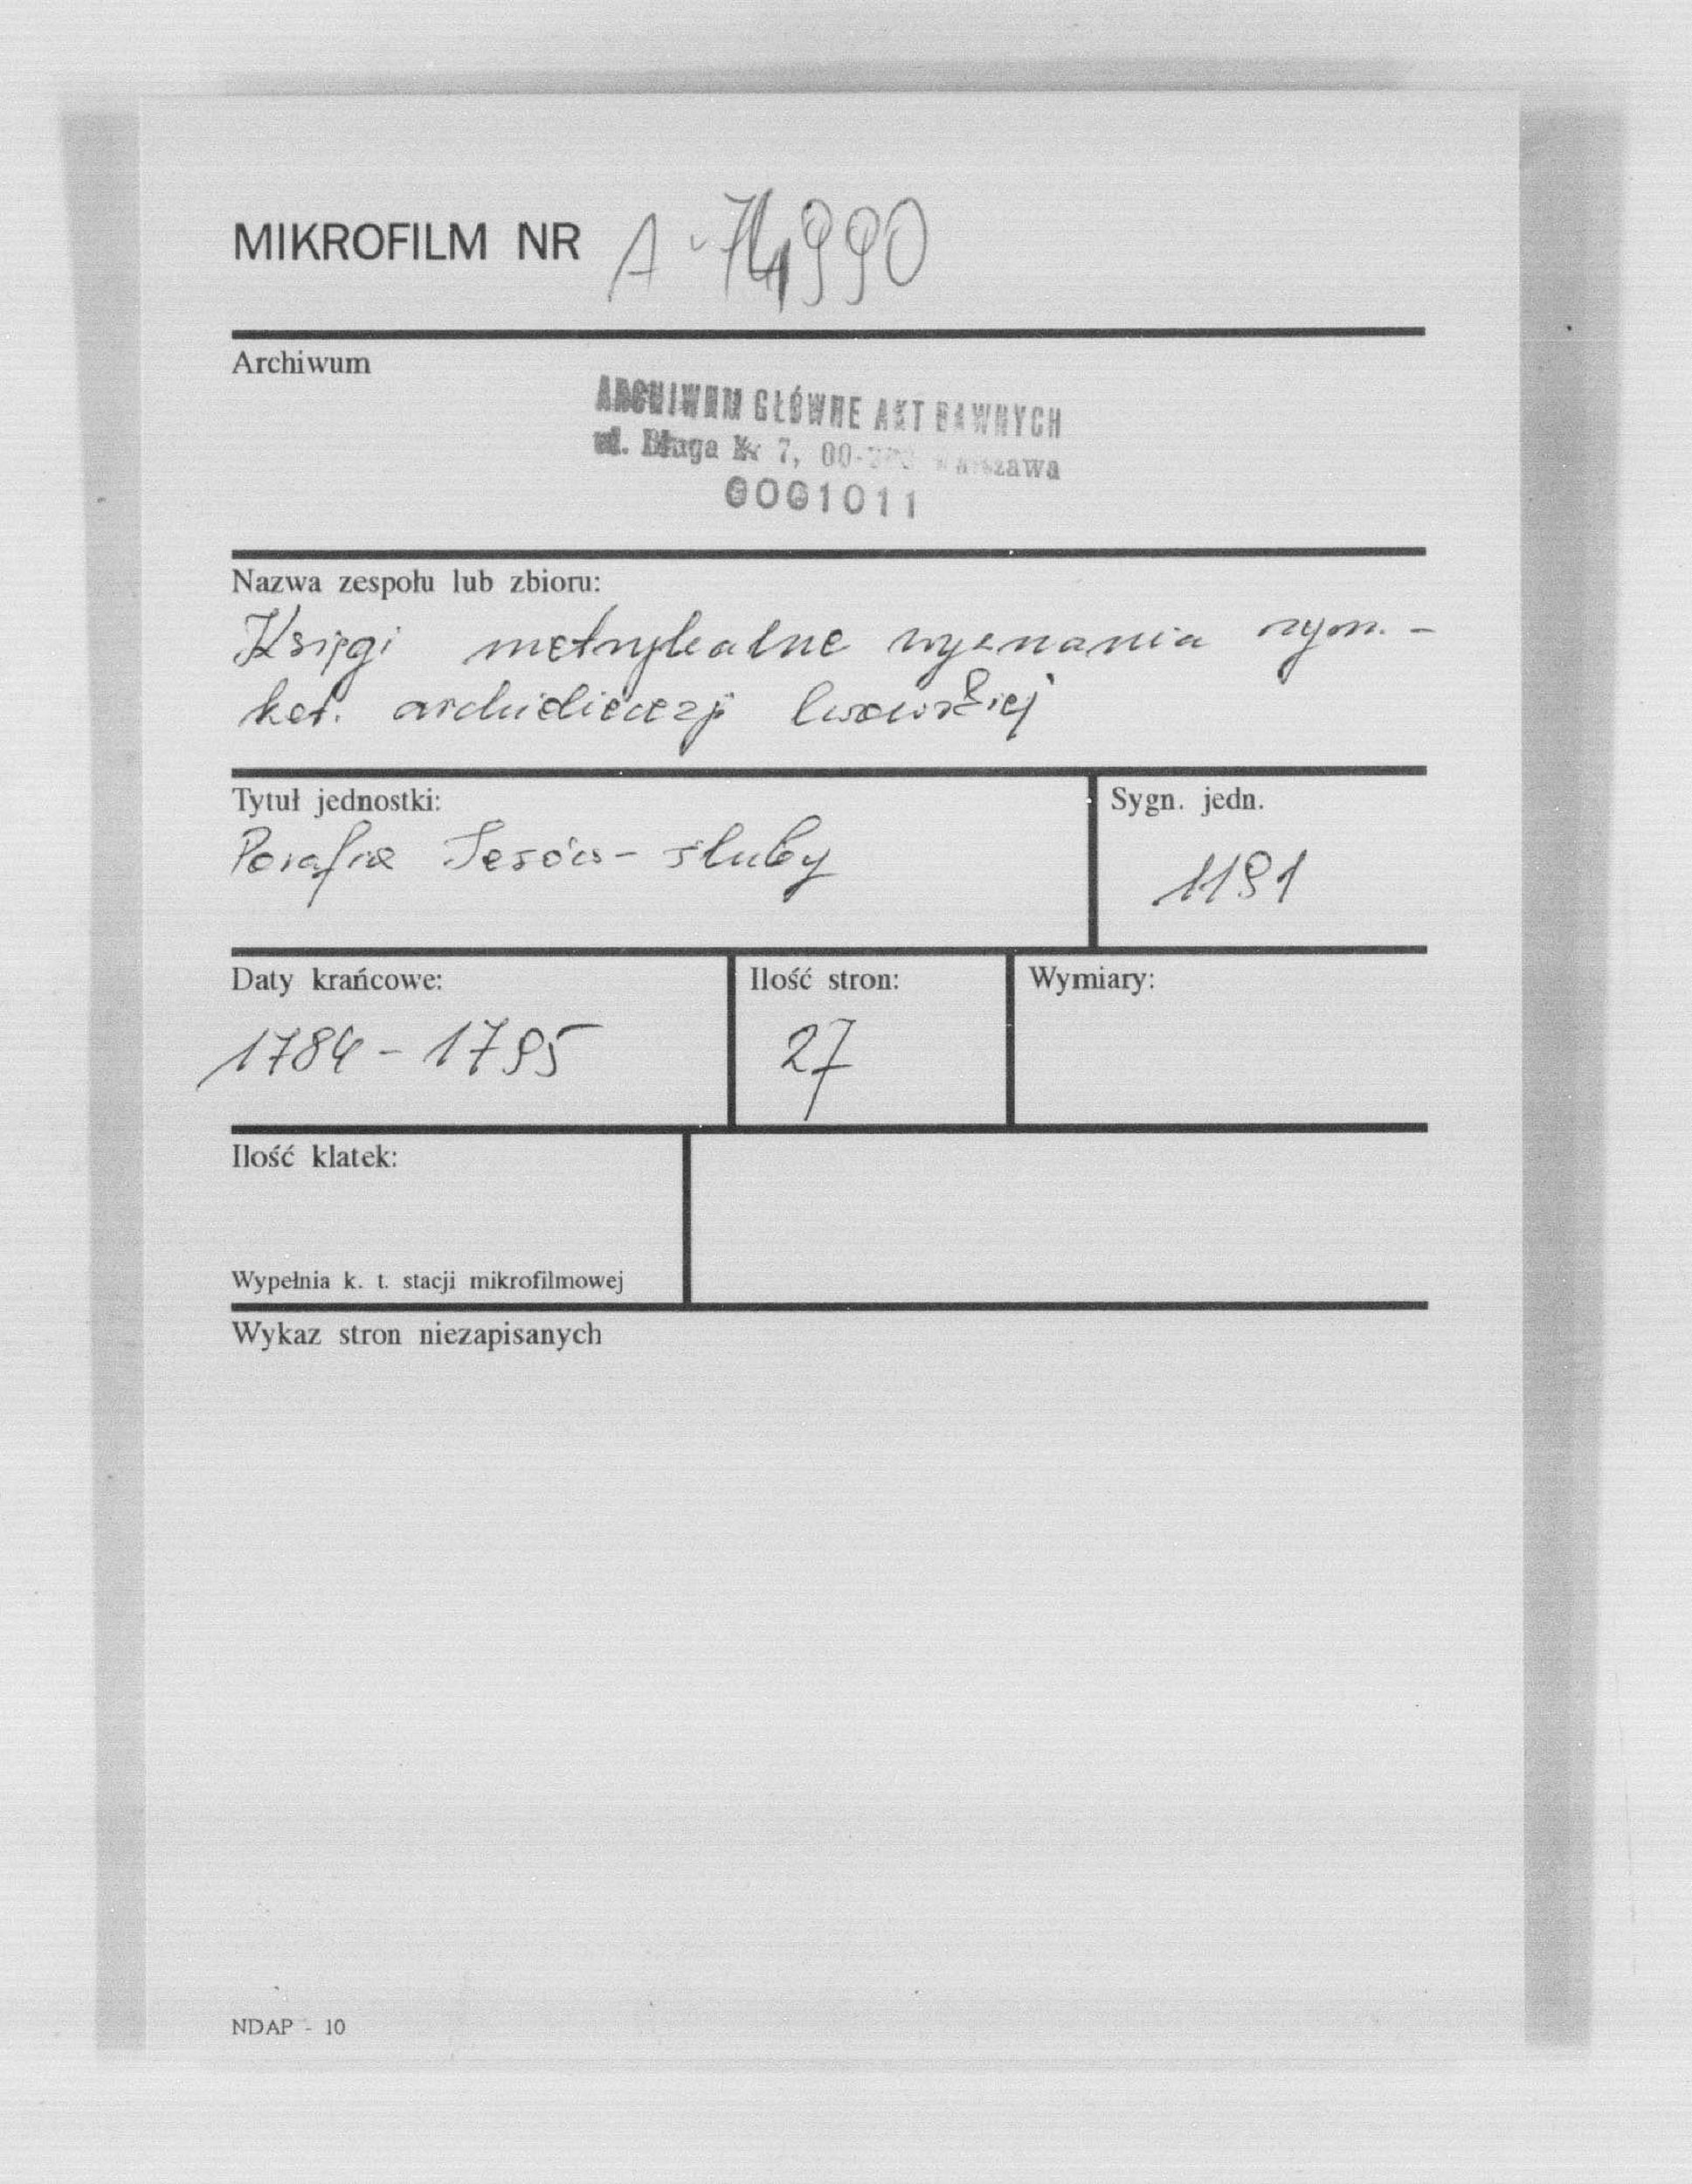 MIKROFILM NR A-74990
Archiwum
ARCHIWUM GŁÓWNE AKT DAWNYCH
ul. Długa Nr 7, 00- Warszawa
0001011
Nazwa zespołu lub zbioru:
Księgi metrykalne wyznania rzym.-
kat. archidiecezji lwowskiej
Tytuł jednostki:
Sygn. jedn.
Parafia - śluby
1191
Daty krańcowe:
Ilość stron:
Wymiary:
1784 - 1795
27
Ilość klatek:
Wypełnia k. t. stacji mikrofilmowej
Wykaz stron niezapisanych
NDAP - 10